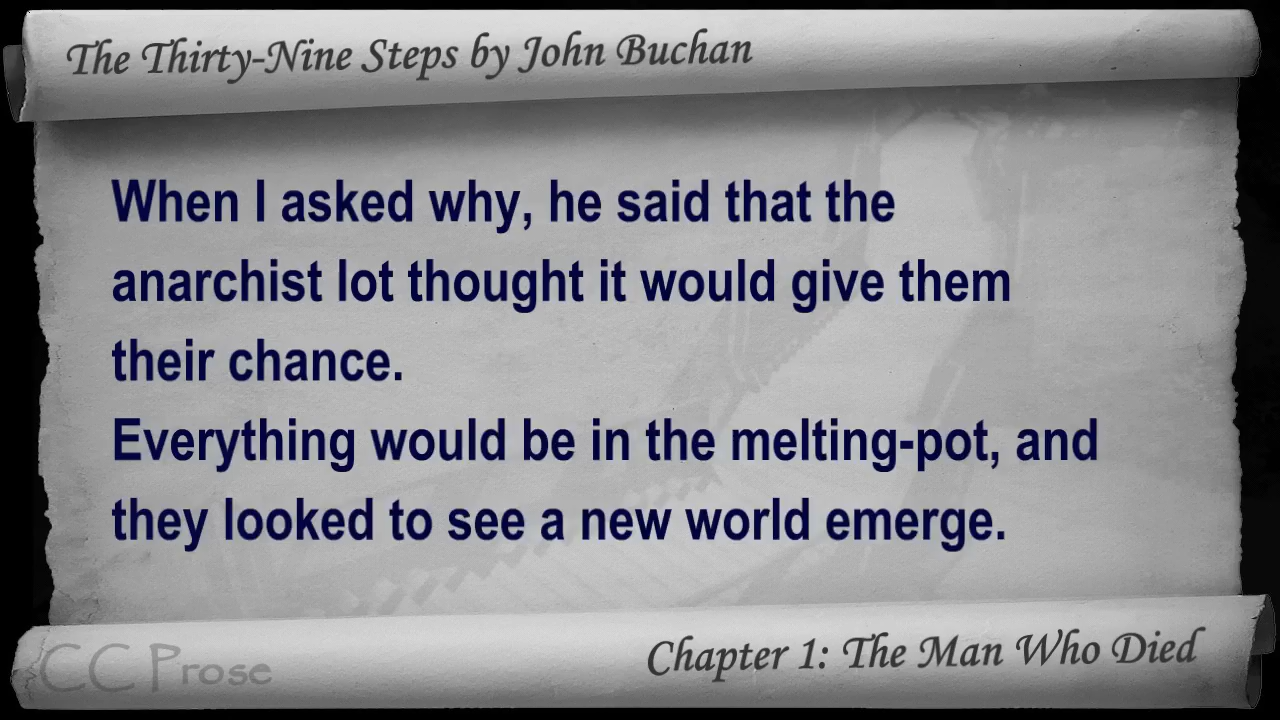 The Thirty-Nine Steps by John Buchan
When I asked why, he said that the
anarchist lot thought it would give them
their chance.
Everything would be in the melting-pot, and
they looked to see a new world emerge.
CC Prose
Chapter 1: The Man Who Died